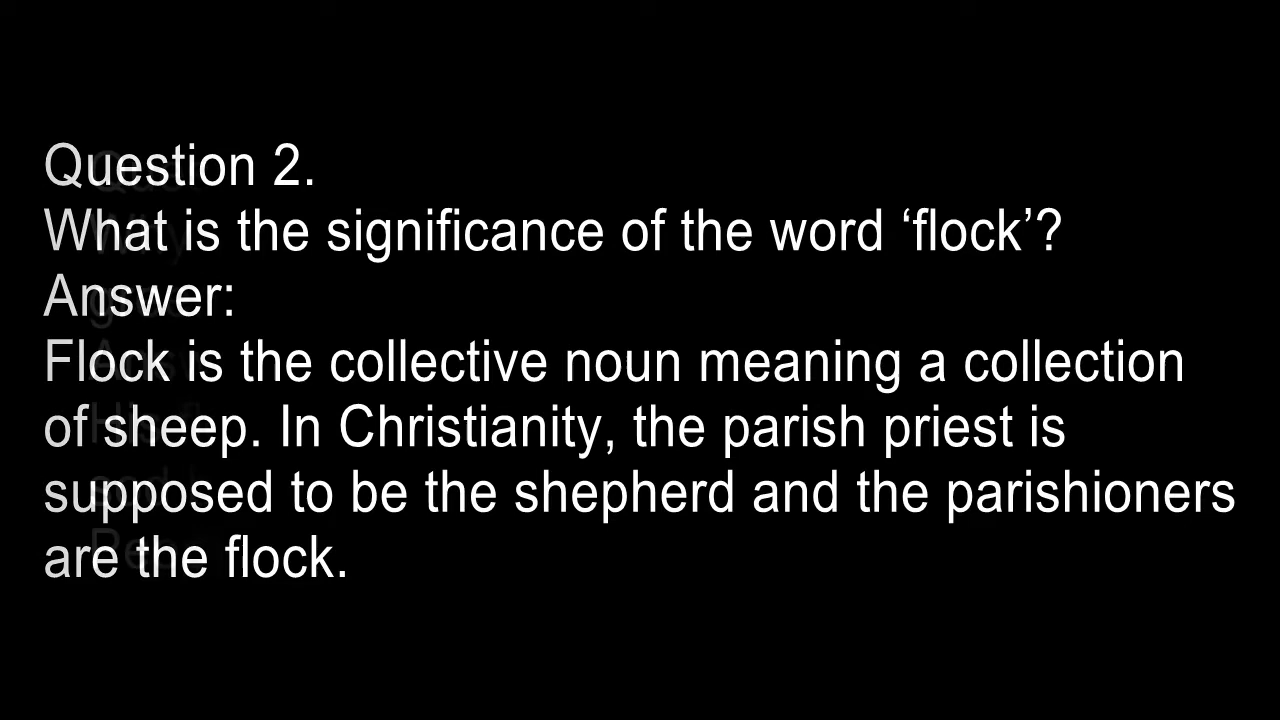 Question 2.
What is the significance of the word ‘flock’?
Answer:
Flock is the collective noun meaning a collection
of sheep. In Christianity, the parish priest is
supposed to be the shepherd and the parishioners
are the flock.